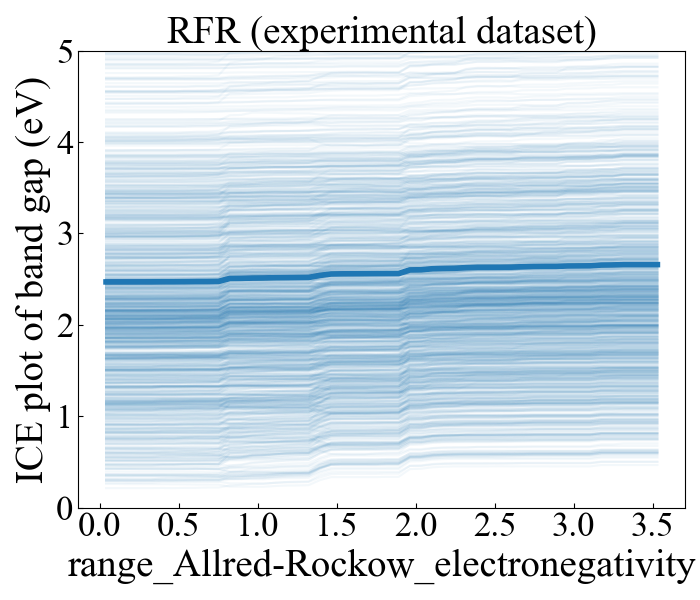 RFR (experimental dataset)
ICE plot of band gap (eV)
5
4
3
2
1
0
0.0 0.5 1.0 1.5 2.0 2.5 3.0 3.5
range_Allred-Rockow_electronegativity